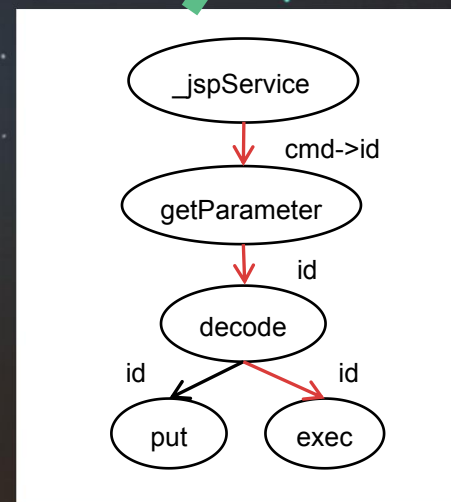 _jspService
cmd->id
getParameter
id
decode
id id
put exec